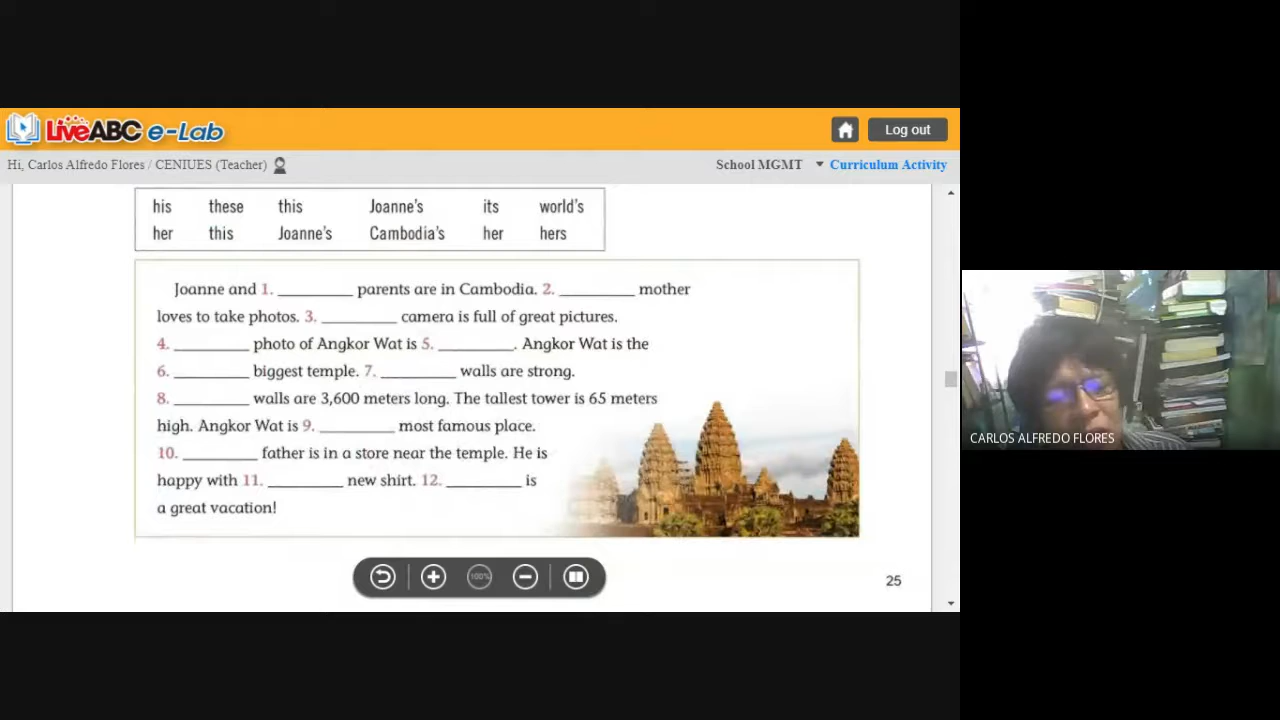 LiveABC e-Lab
Log out
Hi, Carlos Alfredo Flores / CENIUES (Teacher)
School MGMT Curriculum Activity
his these this Joanne's its world's
her this Joanne's Cambodia's her hers
Joanne and 1. _________ parents are in Cambodia. 2. _________ mother
loves to take photos. 3. _________ camera is full of great pictures.
4. _________ photo of Angkor Wat is 5. _________. Angkor Wat is the
6. _________ biggest temple. 7. _________ walls are strong.
8. _________ walls are 3,600 meters long. The tallest tower is 65 meters
high. Angkor Wat is 9. _________ most famous place.
10. _________ father is in a store near the temple. He is
happy with 11. _________ new shirt. 12. _________ is
a great vacation!
100%
25
CARLOS ALFREDO FLORES